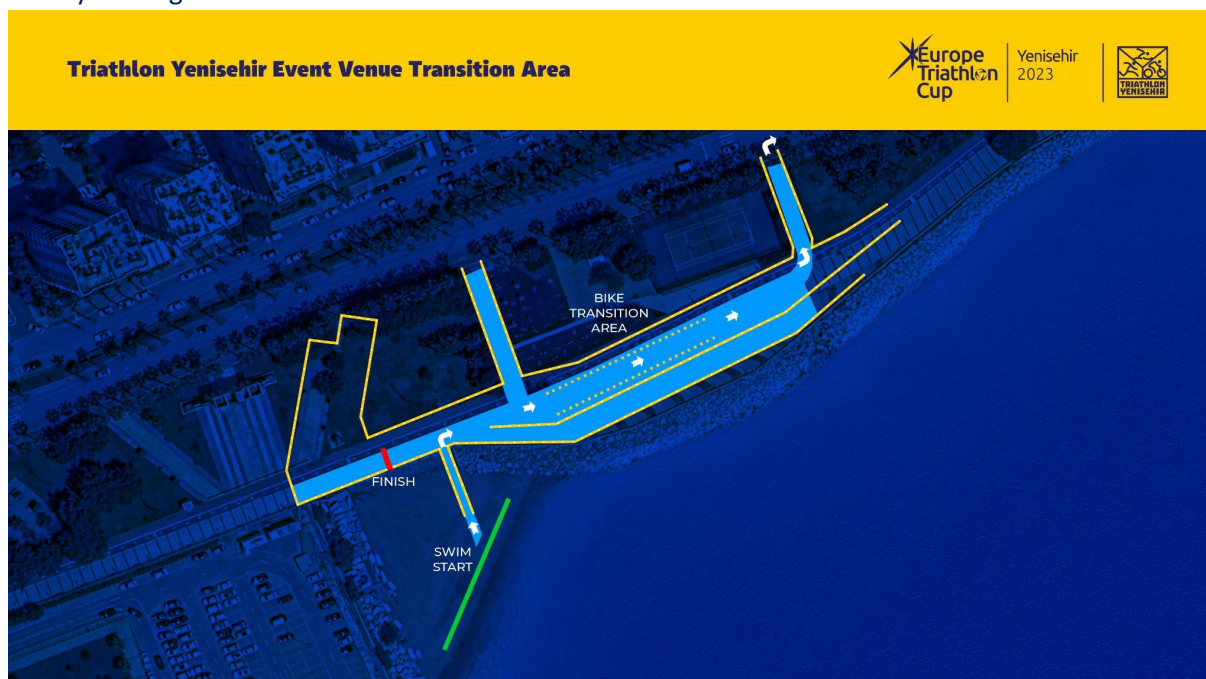 Triathlon Yenisehir Event Venue Transition Area
Europe
Triathlon
Cup
Yenisehir
2023
TRIATHLON
YENISEHIR
BIKE
TRANSITION
AREA
FINISH
SWIM
START